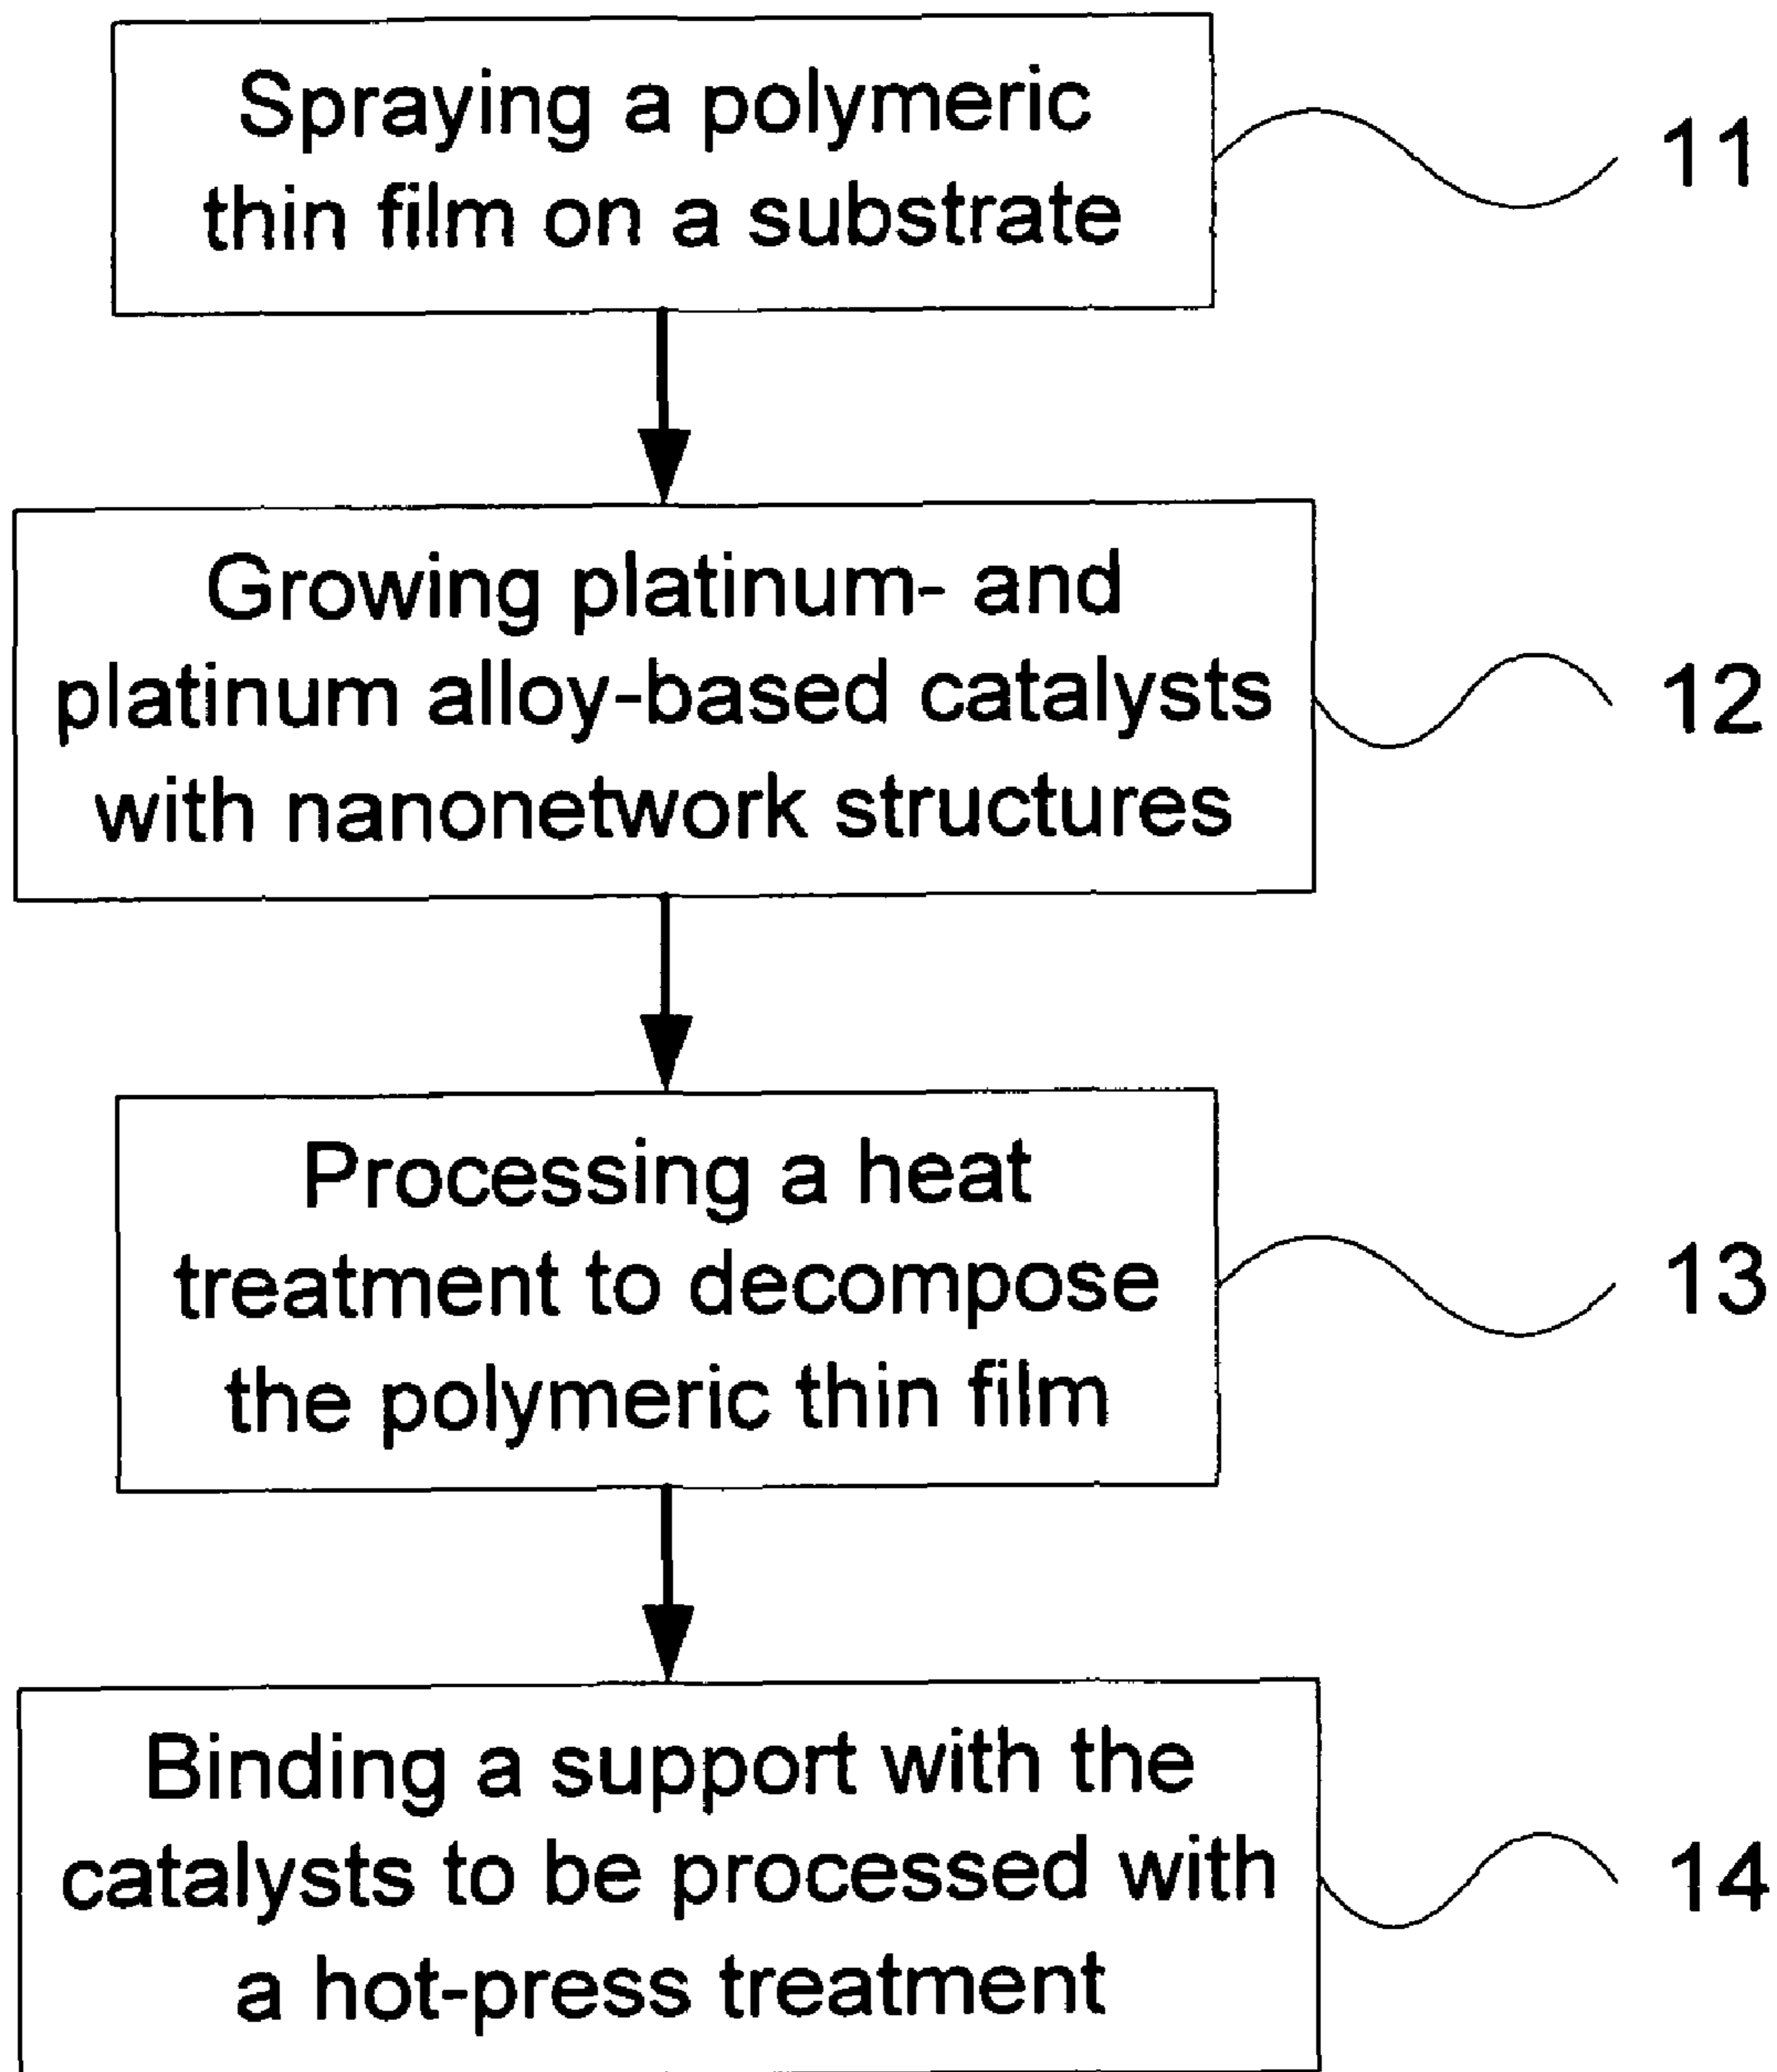 Spraying a polymeric
thin film on a substrate
11
Growing platinum- and
platinum alloy-based catalysts
with nanonetwork structures
12
Processing a heat
treatment to decompose
the polymeric thin film
13
Binding a support with the
catalysts to be processed with
a hot-press treatment
14